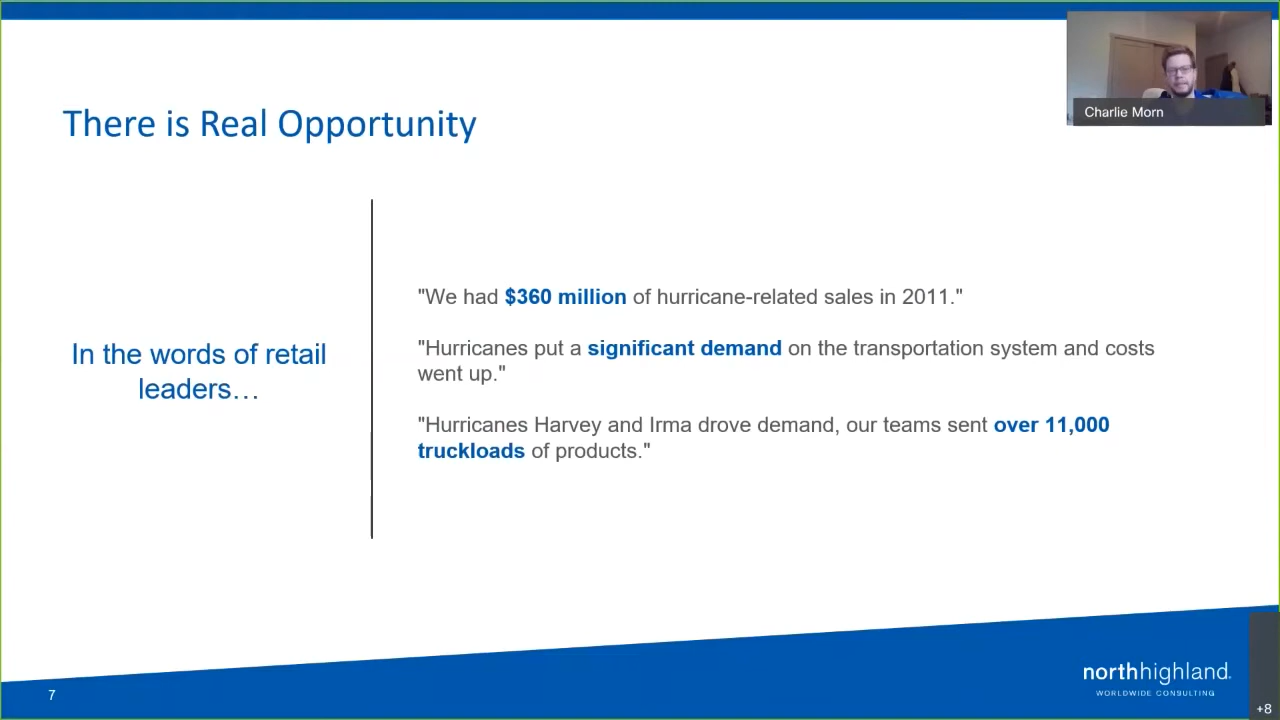 Charlie Morn
There is Real Opportunity
In the words of retail
leaders…
"We had $360 million of hurricane-related sales in 2011."
"Hurricanes put a significant demand on the transportation system and costs
went up."
"Hurricanes Harvey and Irma drove demand, our teams sent over 11,000
truckloads of products."
7
northhighland.
WORLDWIDE CONSULTING
+8